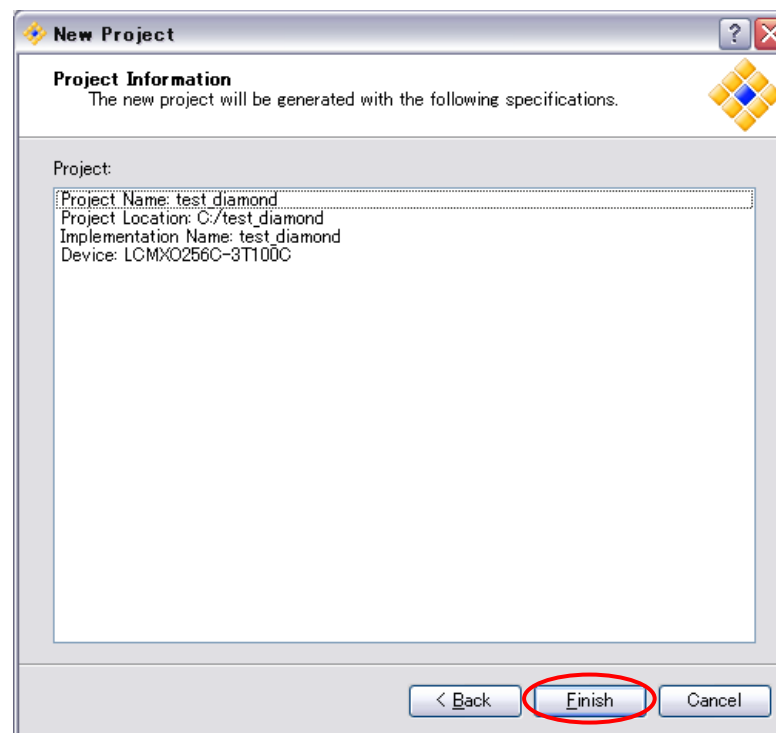 New Project
?
Project Information
The new project will be generated with the following specifications.
Project:
Project Name: test_diamond
Project Location: C:/test_diamond
Implementation Name: test_diamond
Device: LCMXO256C-3T100C
< Back
Finish
Cancel